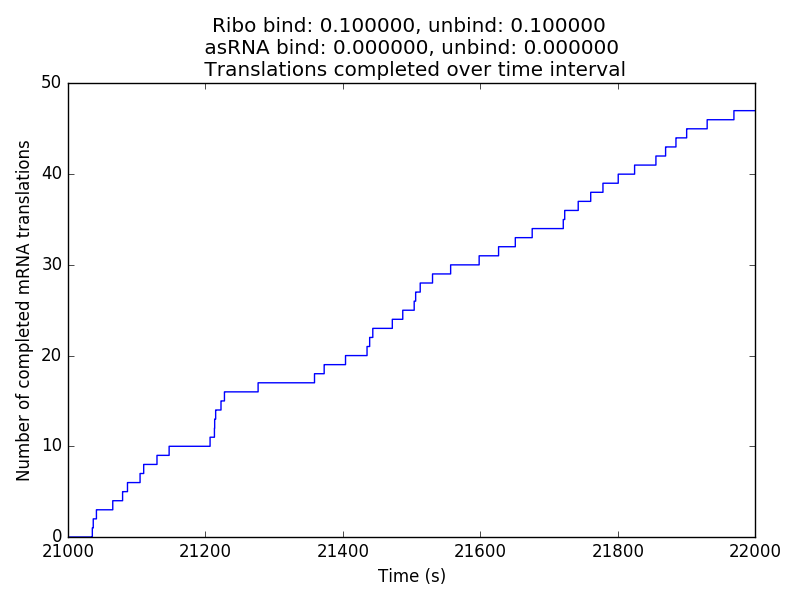 Ribo bind: 0.100000, unbind: 0.100000
asRNA bind: 0.000000, unbind: 0.000000
Translations completed over time interval
50
40
30
20
10
0
Number of completed mRNA translations
21000 21200 21400 21600 21800 22000
Time (s)